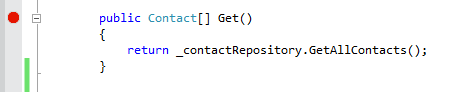 public Contact[] Get()
{
return _contactRepository.GetAllContacts();
}